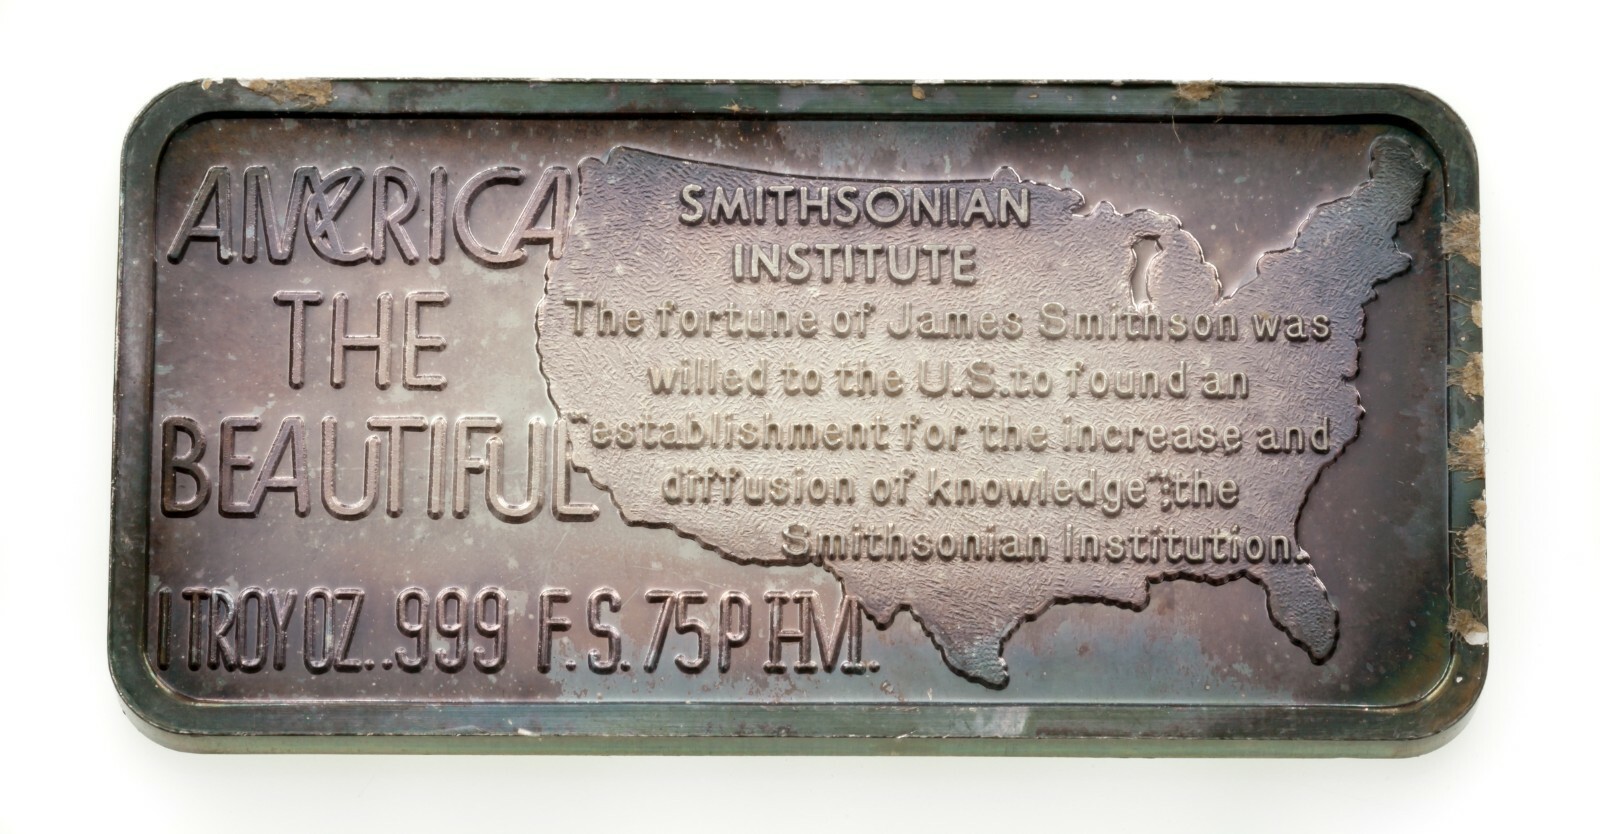 AMERICA
THE
BEAUTIFUL
1 TROY OZ. .999 F.S. 75P HM.
SMITHSONIAN
INSTITUTE
The fortune of James Smithson was
willed to the U.S. to found an
"establishment for the increase and
diffusion of knowledge";the
Smithsonian Institution.